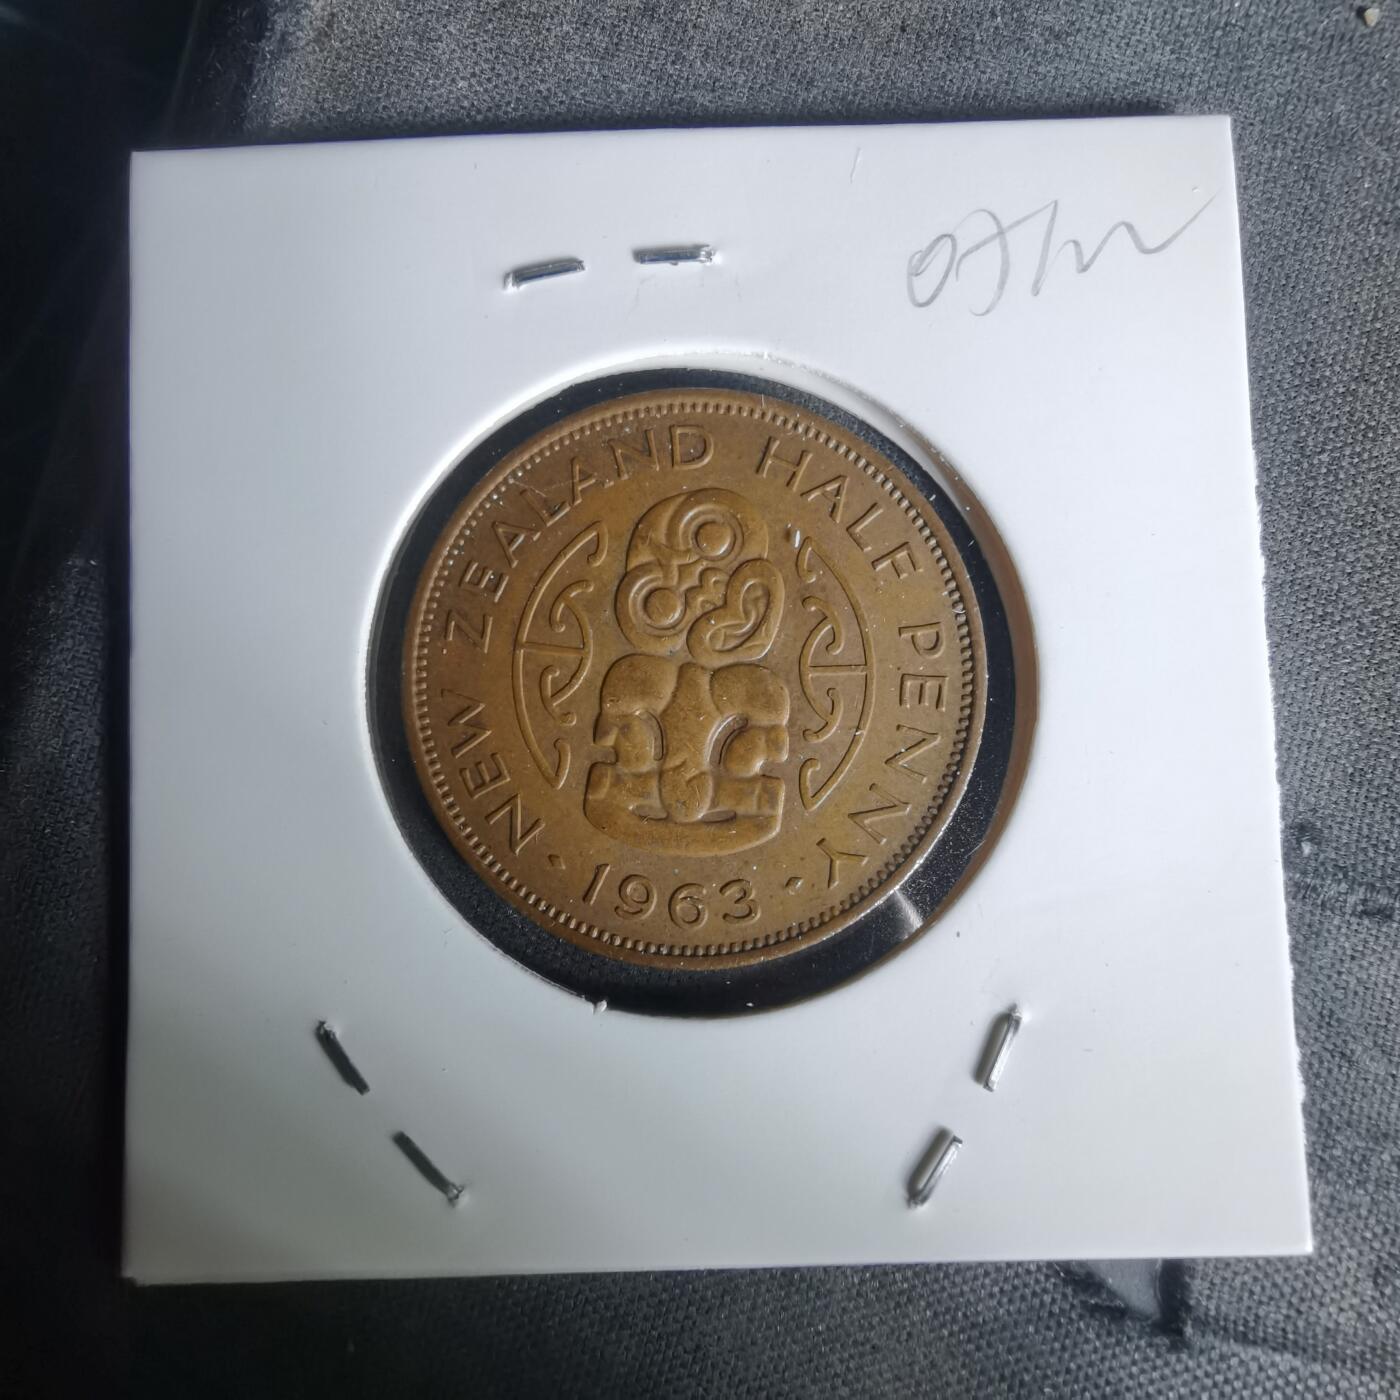 NEW ZEALAND HALF PENNY
· 1963 ·